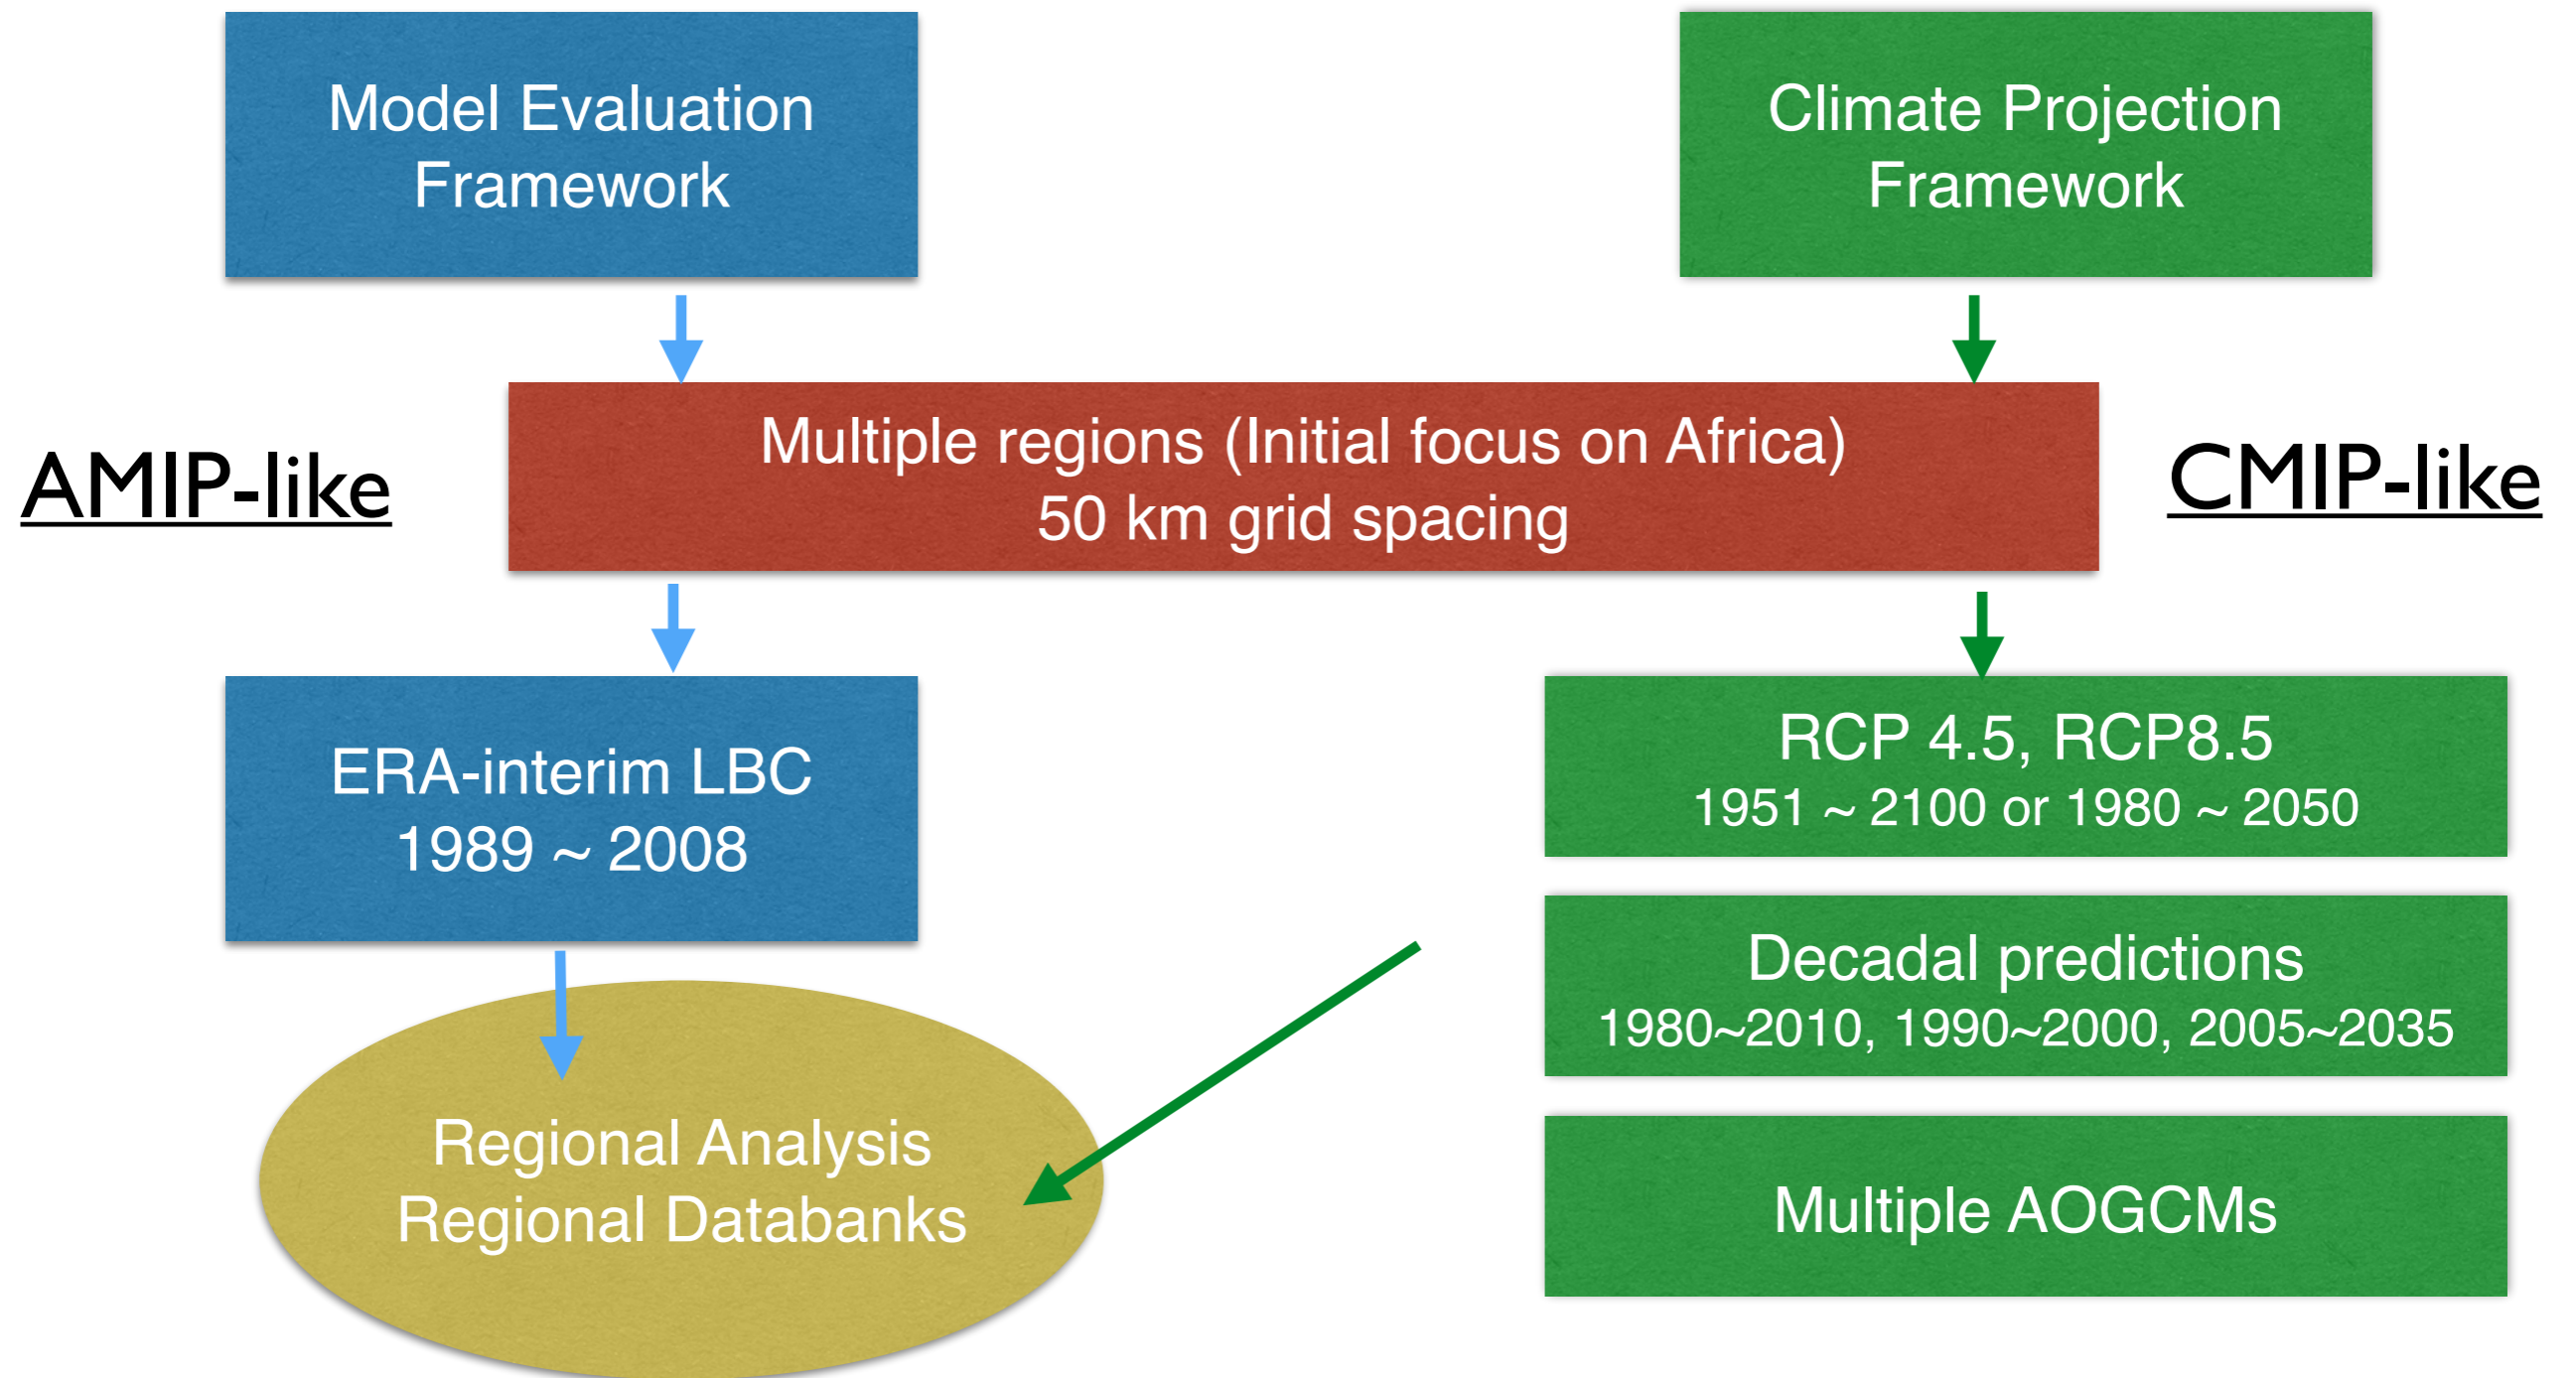 Model Evaluation
Framework
Climate Projection
Framework
AMIP-like
Multiple regions (Initial focus on Africa)
50 km grid spacing
CMIP-like
ERA-interim LBC
1989 ~ 2008
RCP 4.5, RCP8.5
1951 ~ 2100 or 1980 ~ 2050
Decadal predictions
1980~2010, 1990~2000, 2005~2035
Regional Analysis
Regional Databanks
Multiple AOGCMs